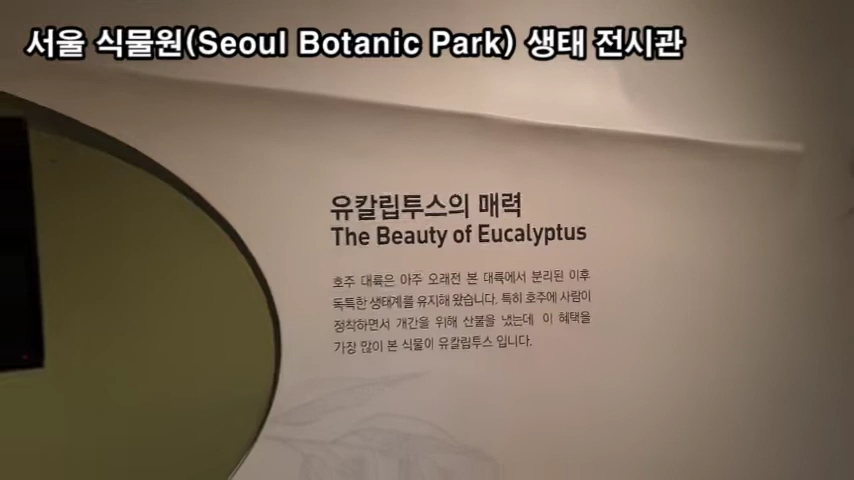 서울 식물원(Seoul Botanic Park) 생태 전시관
유칼립투스의 매력
The Beauty of Eucalyptus
호주 대륙은 아주 오래전 본 대륙에서 분리된 이후
독특한 생태계를 유지해 왔습니다. 특히 호주에 사람이
정착하면서 개간을 위해 산불을 냈는데 이 혜택을
가장 많이 본 식물이 유칼립투스 입니다.